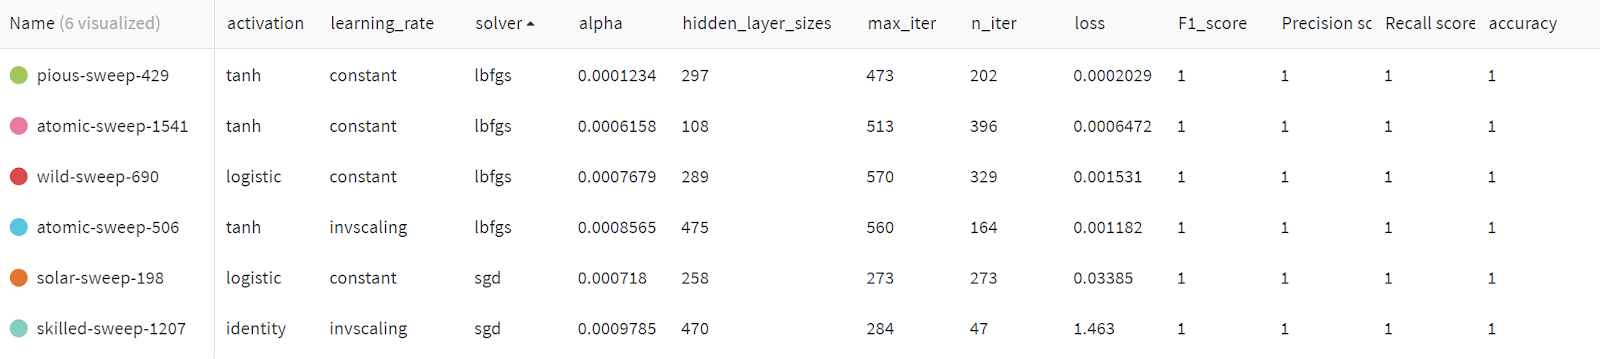 Name (6 visualized) activation learning_rate solver alpha hidden_layer_sizes max_iter n_iter loss F1_score Precision sc Recall score accuracy
pious-sweep-429 tanh constant lbfgs 0.0001234 297 473 202 0.0002029 1 1 1 1
atomic-sweep-1541 tanh constant lbfgs 0.0006158 108 513 396 0.0006472 1 1 1 1
wild-sweep-690 logistic constant lbfgs 0.0007679 289 570 329 0.001531 1 1 1 1
atomic-sweep-506 tanh invscaling lbfgs 0.0008565 475 560 164 0.001182 1 1 1 1
solar-sweep-198 logistic constant sgd 0.000718 258 273 273 0.03385 1 1 1 1
skilled-sweep-1207 identity invscaling sgd 0.0009785 470 284 47 1.463 1 1 1 1